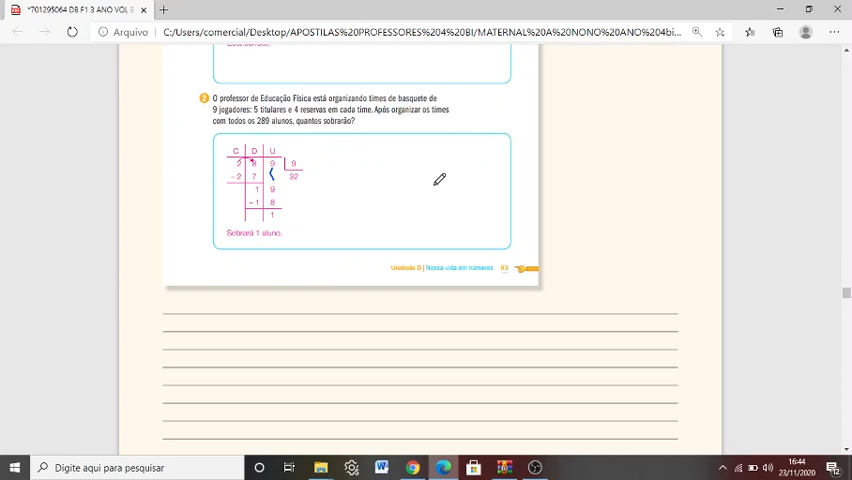 *701295064 DB F1 3 ANO VOL B
Arquivo C:/Users/comercial/Desktop/APOSTILAS%20PROFESSORES%204%20BI/MATERNAL%20A%20NONO%20ANO%204bi...
2 O professor de Educação Física está organizando times de basquete de
9 jogadores: 5 titulares e 4 reservas em cada time. Após organizar os times
com todos os 289 alunos, quantos sobrarão?
C D U
2 8 9 9
−2 7 32
1 9
−1 8
1
Sobrará 1 aluno.
Unidade D | Nossa vida em números 83
Digite aqui para pesquisar
16:44
23/11/2020
12